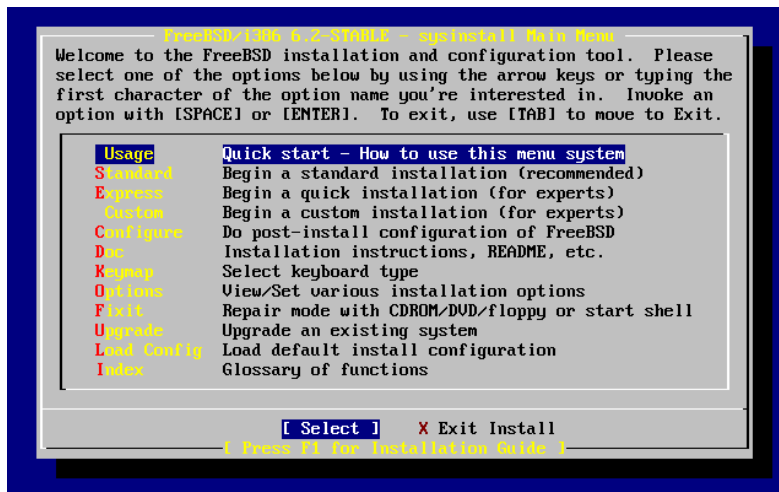 FreeBSD/i386 6.2-STABLE - sysinstall Main Menu
Welcome to the FreeBSD installation and configuration tool.  Please
select one of the options below by using the arrow keys or typing the
first character of the option name you're interested in.  Invoke an
option with [SPACE] or [ENTER].  To exit, use [TAB] to move to Exit.
Usage Quick start - How to use this menu system
Standard Begin a standard installation (recommended)
Express Begin a quick installation (for experts)
Custom Begin a custom installation (for experts)
Configure Do post-install configuration of FreeBSD
Doc Installation instructions, README, etc.
Keymap Select keyboard type
Options View/Set various installation options
Fixit Repair mode with CDROM/DVD/floppy or start shell
Upgrade Upgrade an existing system
Load Config Load default install configuration
Index Glossary of functions
[ Select ] X Exit Install
[ Press F1 for Installation Guide ]